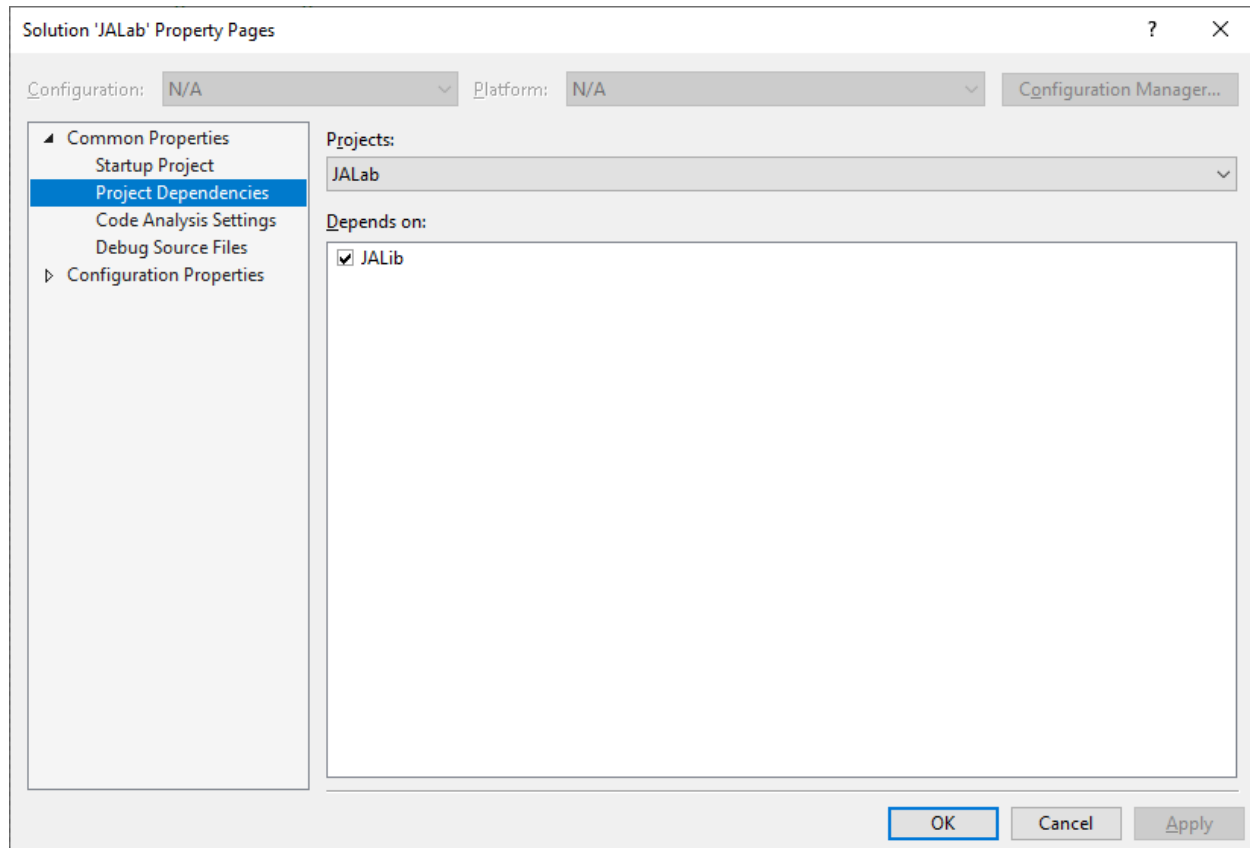 Solution 'JALab' Property Pages
?
Configuration: N/A Platform: N/A Configuration Manager...
Common Properties
Startup Project
Project Dependencies
Code Analysis Settings
Debug Source Files
Configuration Properties
Projects:
JALab
Depends on:
JALib
OK Cancel Apply